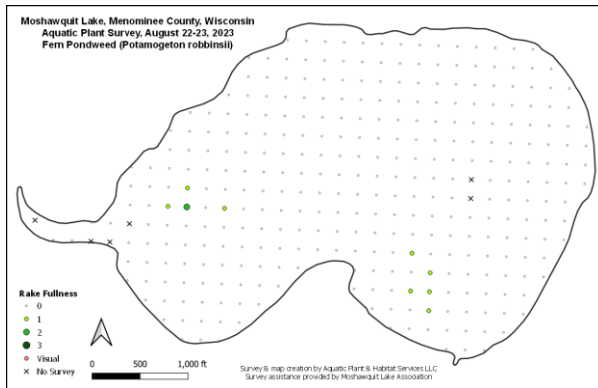 Moshawquit Lake, Menominee County, Wisconsin
Aquatic Plant Survey, August 22-23, 2023
Fern Pondweed (Potamogeton robbinsii)
Rake Fullness
0
1
2
3
Visual
No Survey
0 500 1,000 ft
Survey & map creation by Aquatic Plant & Habitat Services LLC
Survey assistance provided by Moshawquit Lake Association